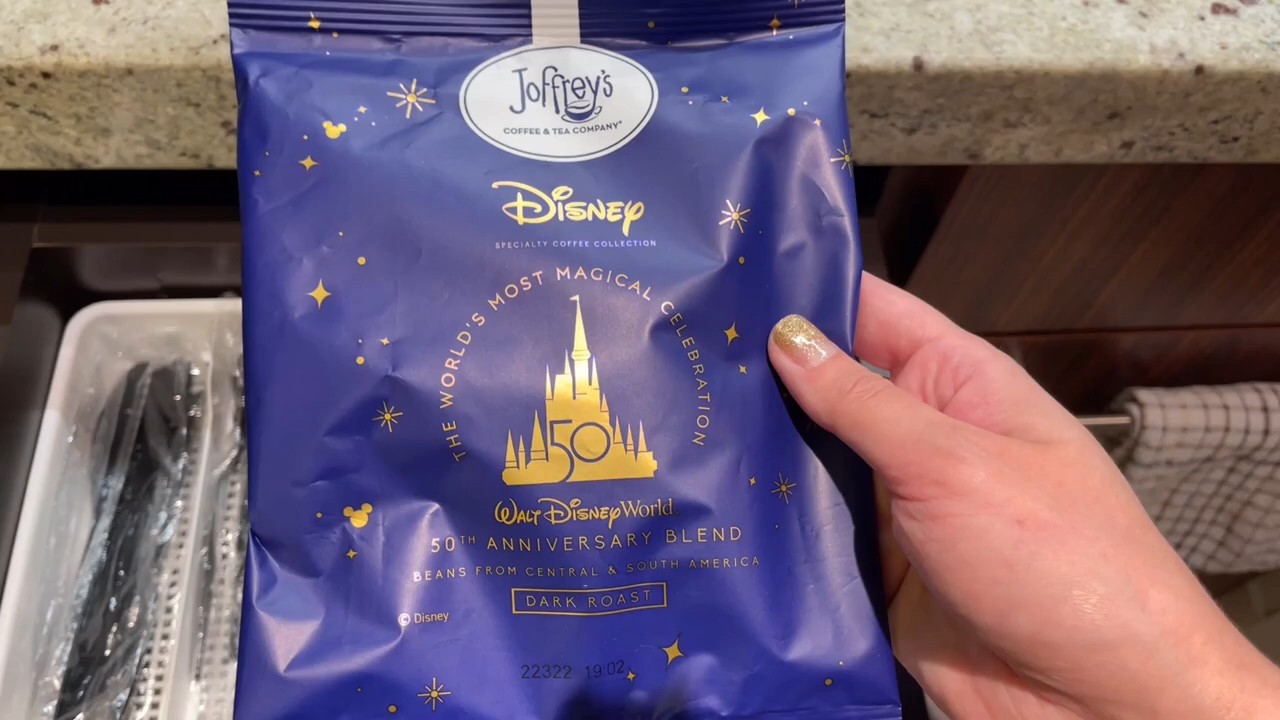 Joffrey's
COFFEE & TEA COMPANY®
Disney
SPECIALTY COFFEE COLLECTION
THE WORLD'S MOST MAGICAL CELEBRATION
50
Walt Disney World
50TH ANNIVERSARY BLEND
BEANS FROM CENTRAL & SOUTH AMERICA
DARK ROAST
© Disney
22322 19:02